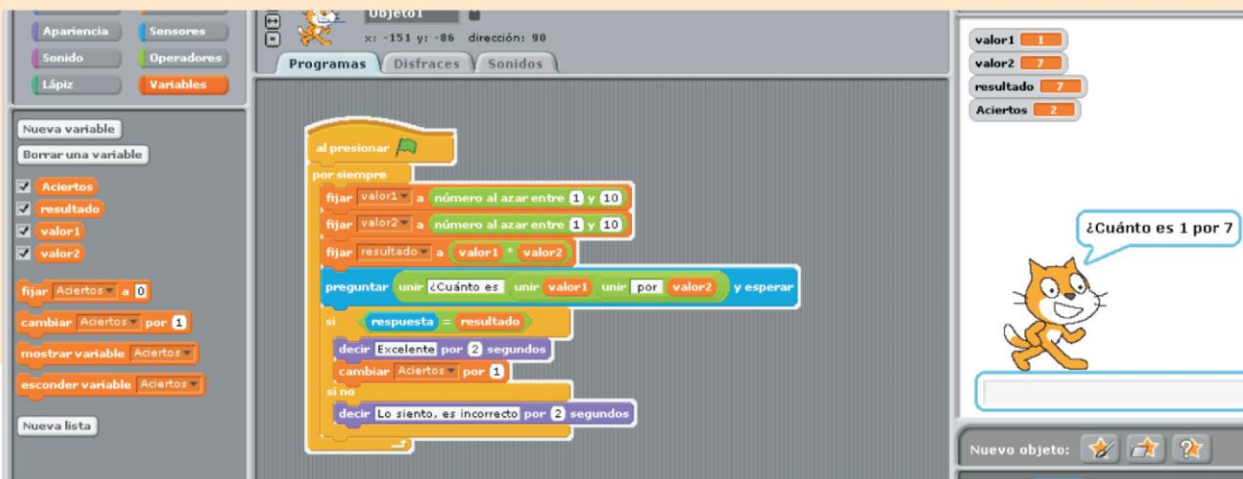 Apariencia Sensores
Sonido Operadores
Lápiz Variables
Nueva variable
Borrar una variable
Aciertos
resultado
valor1
valor2
fijar Aciertos a 0
cambiar Aciertos por 1
mostrar variable Aciertos
esconder variable Aciertos
Nueva lista
Objeto1
x: -151 y: -86 dirección: 90
Programas Disfraces Sonidos
al presionar
por siempre
fijar valor1 a número al azar entre 1 y 10
fijar valor2 a número al azar entre 1 y 10
fijar resultado a valor1 * valor2
preguntar unir ¿Cuánto es unir valor1 unir por valor2 y esperar
si respuesta = resultado
decir Excelente por 2 segundos
cambiar Aciertos por 1
si no
decir Lo siento, es incorrecto por 2 segundos
valor1 1
valor2 7
resultado 7
Aciertos 2
¿Cuánto es 1 por 7
Nuevo objeto: